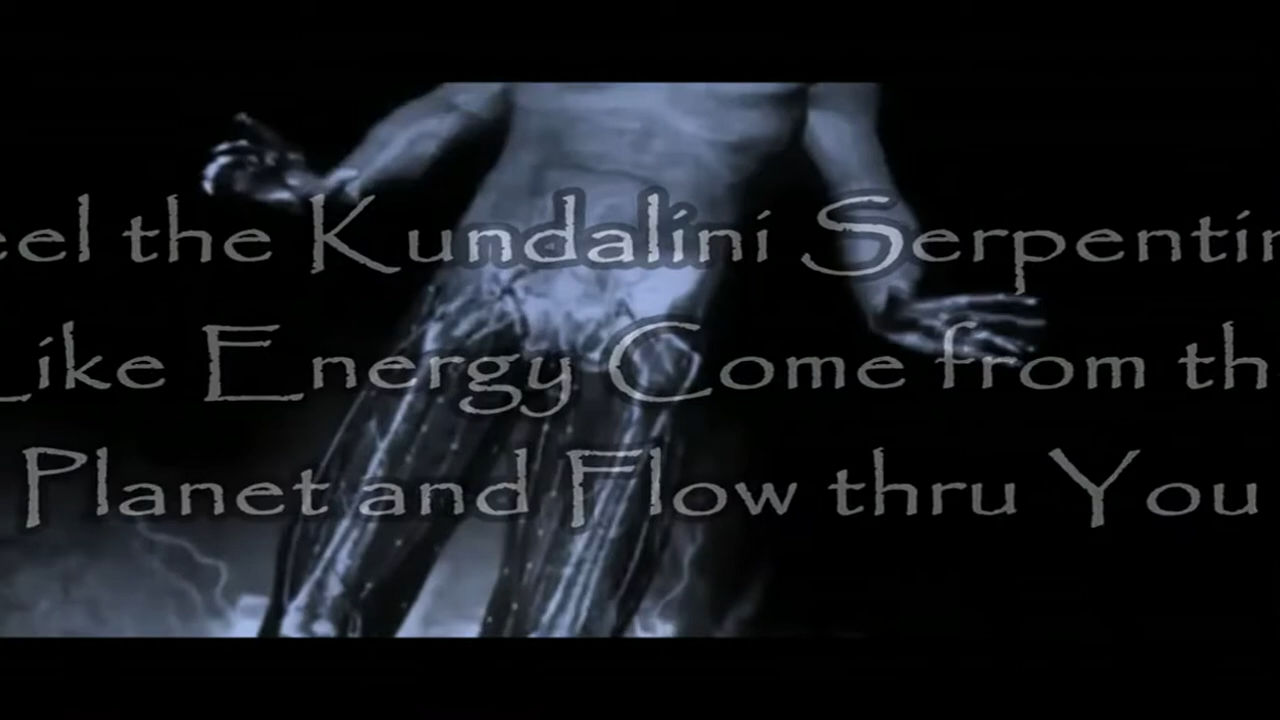 eel the Kundalini Serpentin
Like Energy Come from th
Planet and Flow thru You